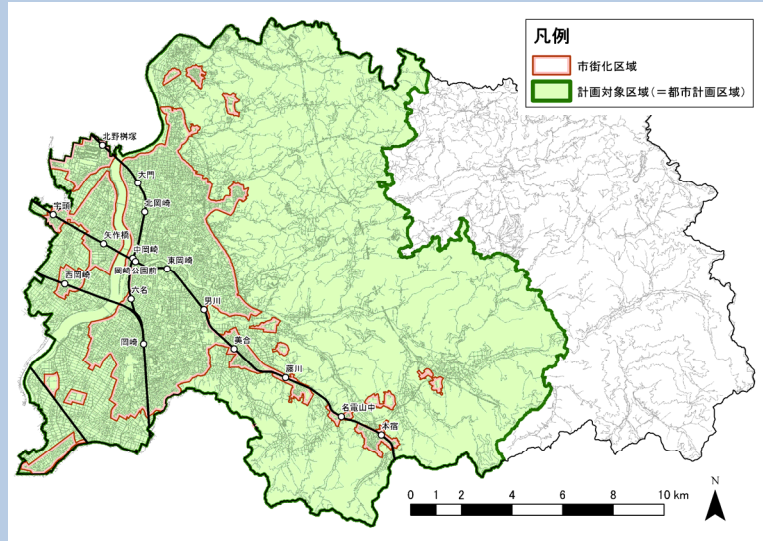 凡例
市街化区域
計画対象区域(=都市計画区域)
北野桝塚
大門
宇頭
北岡崎
矢作橋
中岡崎
岡崎公園前
東岡崎
西岡崎
六名
男川
岡崎
美合
藤川
名電山中
本宿
N
0 1 2 4 6 8 10 km